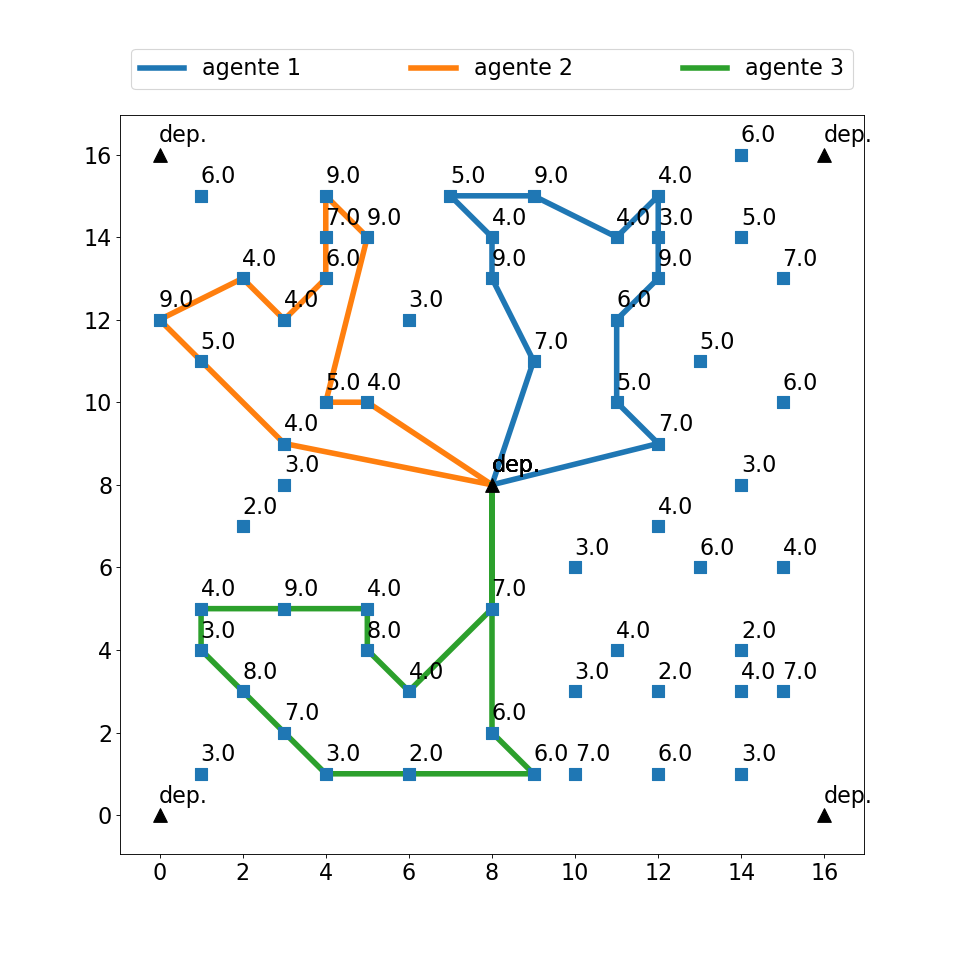 agente 1 agente 2 agente 3
dep. 6.0 dep.
16
6.0 9.0 5.0 9.0 4.0
7.0 9.0 4.0 4.0 3.0 5.0
14
4.0 6.0 9.0 9.0 7.0
9.0 4.0 3.0 6.0
12
5.0 7.0 5.0
5.0 4.0 5.0 6.0
10
4.0 7.0
3.0 dep. 3.0
8
2.0 4.0
3.0 6.0 4.0
6
4.0 9.0 4.0 7.0
3.0 8.0 4.0 2.0
4
8.0 4.0 3.0 2.0 4.0 7.0
7.0 6.0
2
3.0 3.0 2.0 6.0 7.0 6.0 3.0
dep. dep.
0
0 2 4 6 8 10 12 14 16